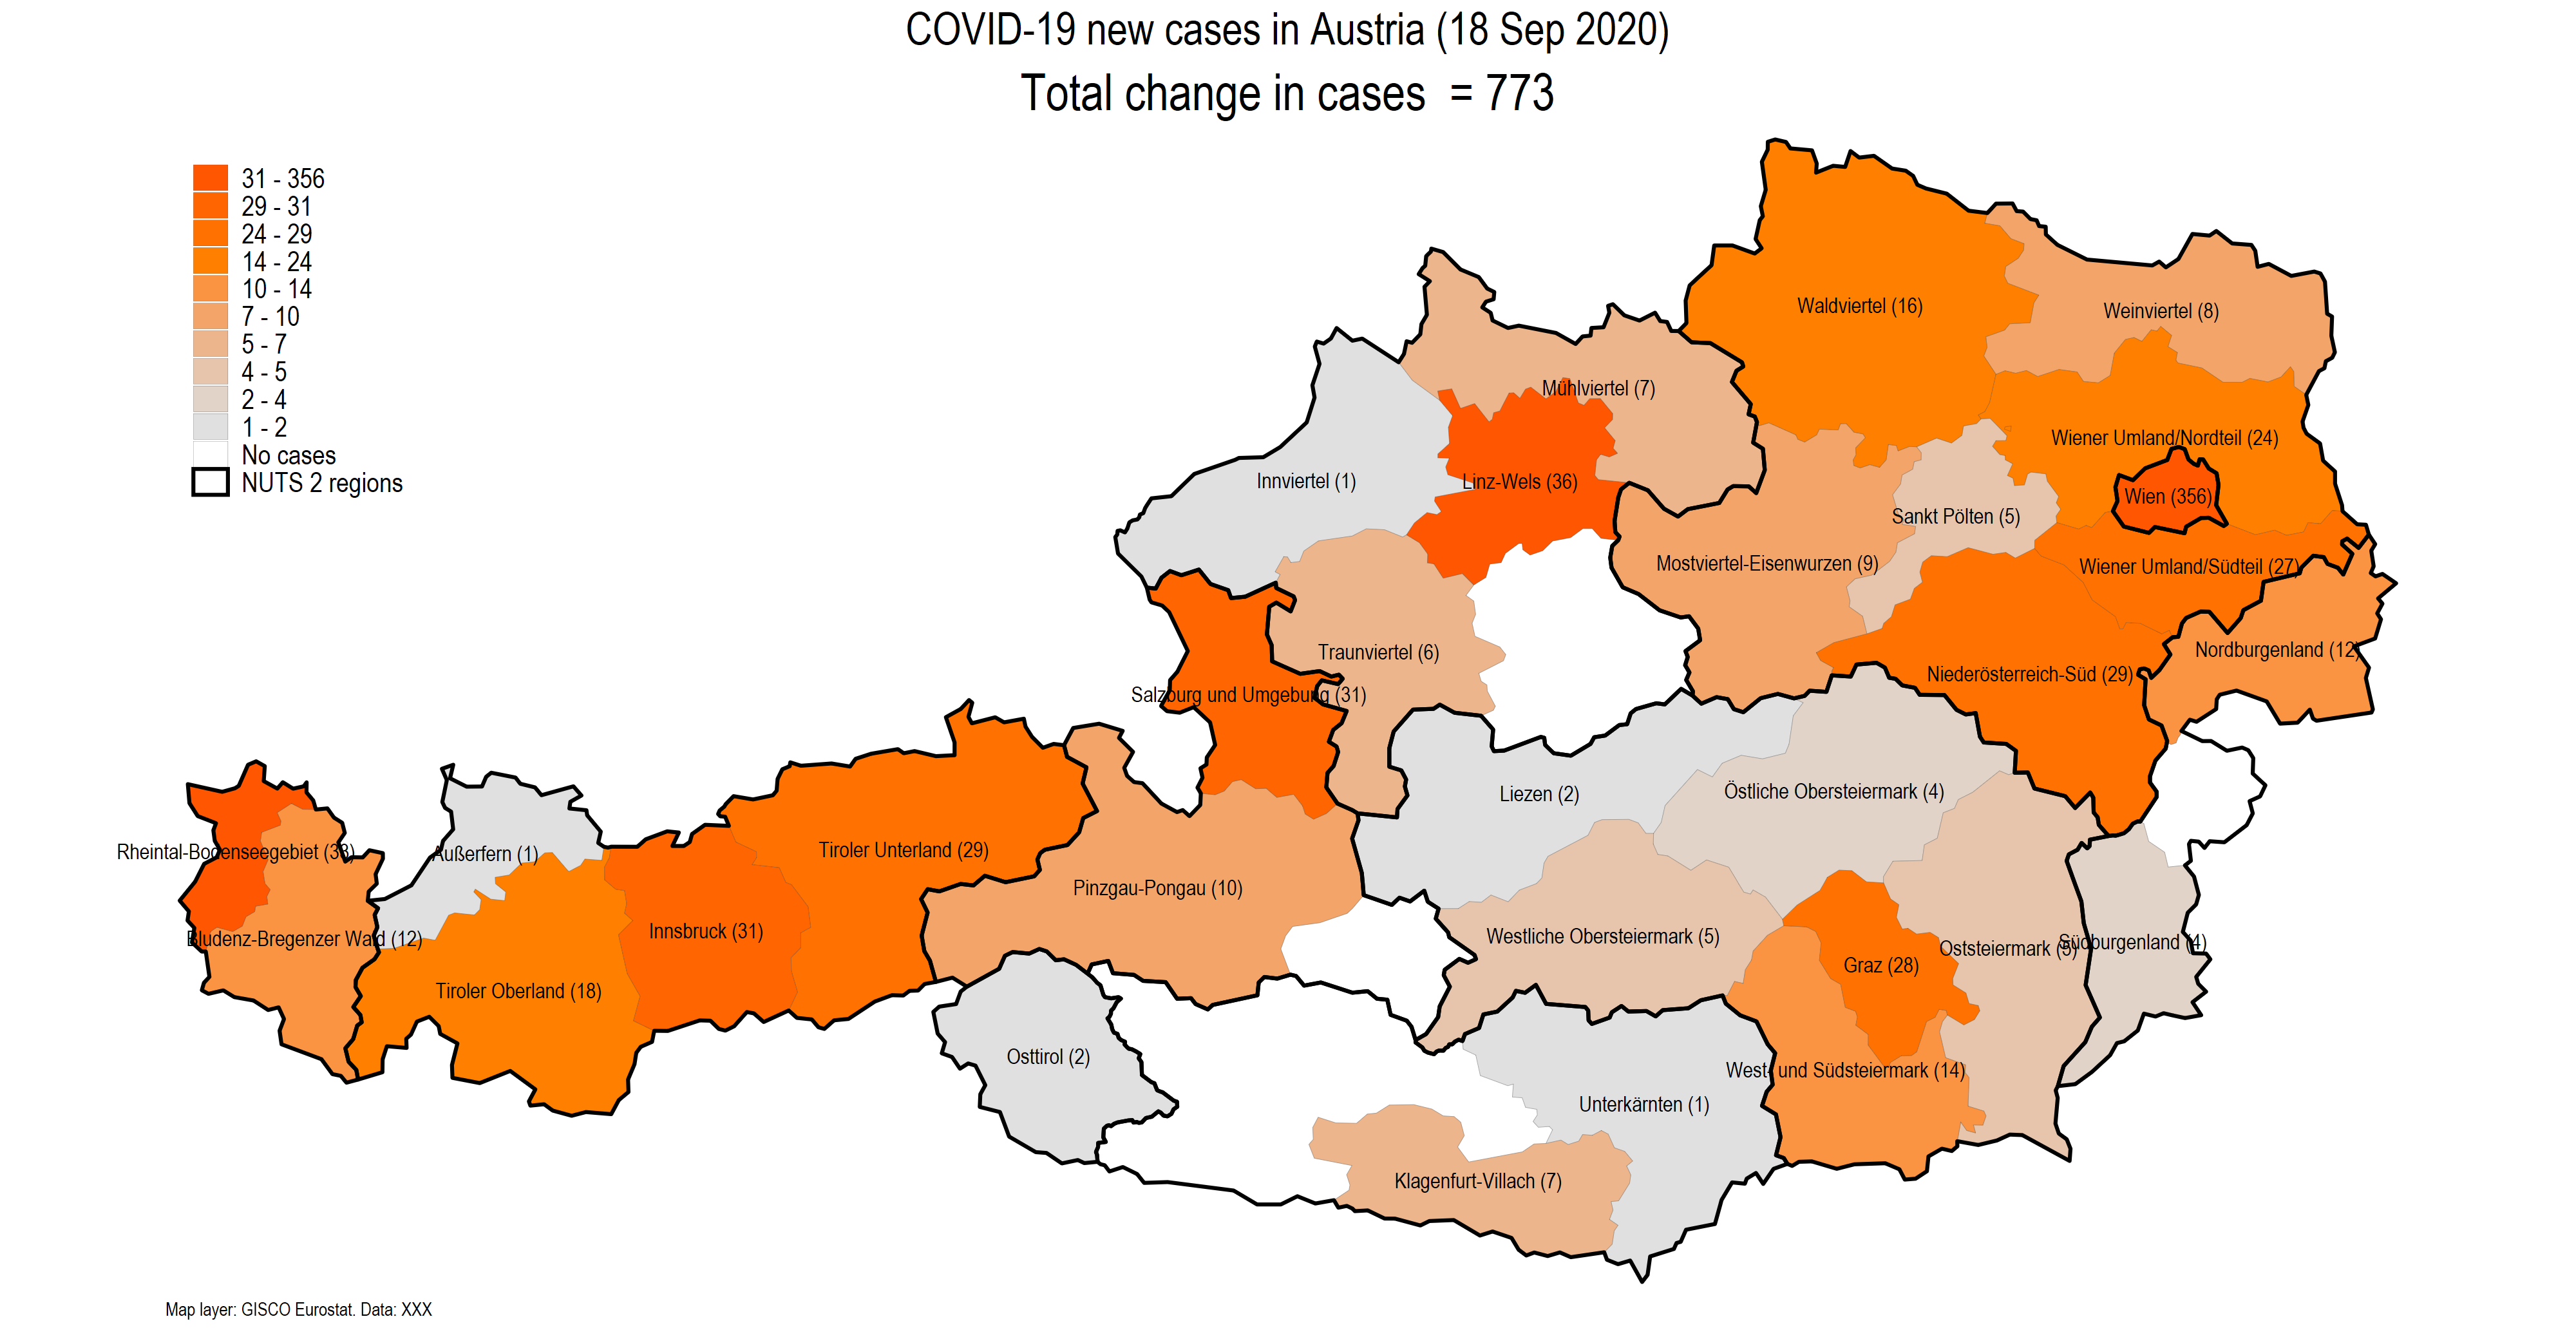 COVID-19 new cases in Austria (18 Sep 2020)
Total change in cases = 773
31 - 356
29 - 31
24 - 29
14 - 24
10 - 14
7 - 10
5 - 7
4 - 5
2 - 4
1 - 2
No cases
NUTS 2 regions
Waldviertel (16)
Weinviertel (8)
Mühlviertel (7)
Wiener Umland/Nordteil (24)
Innviertel (1)
Linz-Wels (36)
Wien (356)
Sankt Pölten (5)
Mostviertel-Eisenwurzen (9)
Wiener Umland/Südteil (27)
Traunviertel (6)
Nordburgenland (12)
Niederösterreich-Süd (29)
Salzburg und Umgebung (31)
Liezen (2)
Östliche Obersteiermark (4)
Rheintal-Bodenseegebiet (33)
Außerfern (1)
Tiroler Unterland (29)
Pinzgau-Pongau (10)
Innsbruck (31)
Bludenz-Bregenzer Wald (12)
Westliche Obersteiermark (5)
Oststeiermark (5)
Südburgenland (4)
Graz (28)
Tiroler Oberland (18)
Osttirol (2)
West- und Südsteiermark (14)
Unterkärnten (1)
Klagenfurt-Villach (7)
Map layer: GISCO Eurostat. Data: XXX